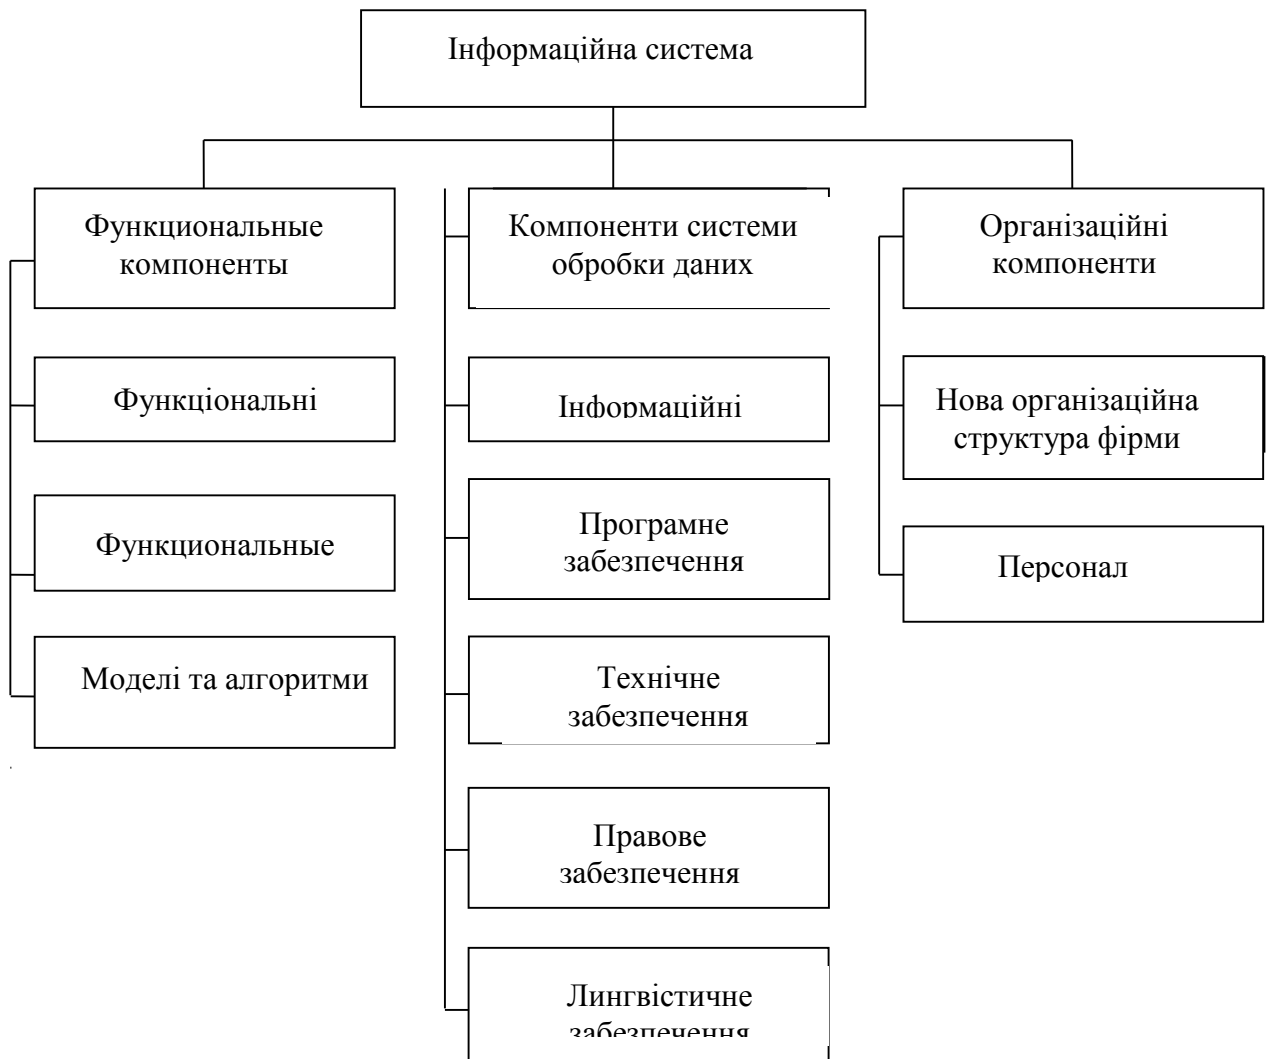 Інформаційна система
Функциональные
компоненты
Функціональні
Функциональные
Моделі та алгоритми
Компоненти системи
обробки даних
Інформаційні
Програмне
забезпечення
Технічне
забезпечення
Правове
забезпечення
Лингвістичне
забезпечення
Організаційні
компоненти
Нова організаційна
структура фірми
Персонал